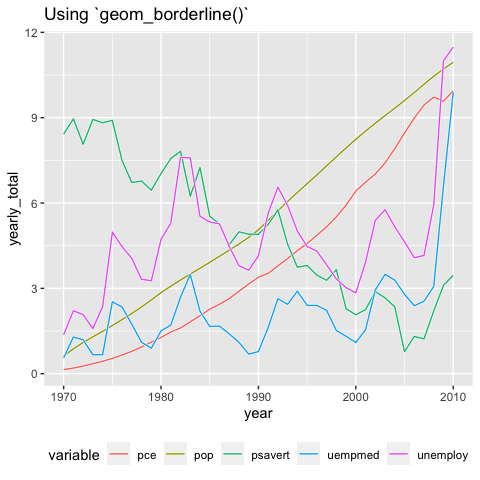 Using `geom_borderline()`
12
9
6
3
0
yearly_total
1970 1980 1990 2000 2010
year
variable pce pop psavert uempmed unemploy